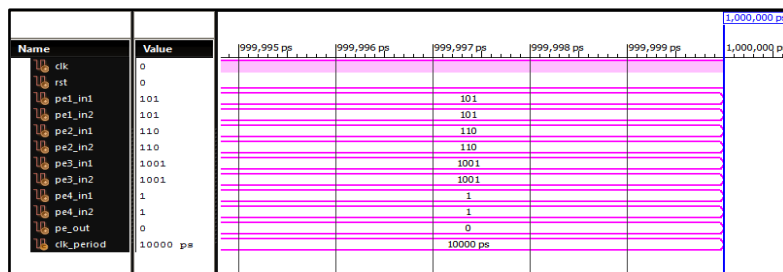 1,000,000 ps
999,995 ps 999,996 ps 999,997 ps 999,998 ps 999,999 ps 1,000,000 ps
Name Value
clk 0
rst 0
pe1_in1 101 101
pe1_in2 101 101
pe2_in1 110 110
pe2_in2 110 110
pe3_in1 1001 1001
pe3_in2 1001 1001
pe4_in1 1 1
pe4_in2 1 1
pe_out 0 0
clk_period 10000 ps 10000 ps